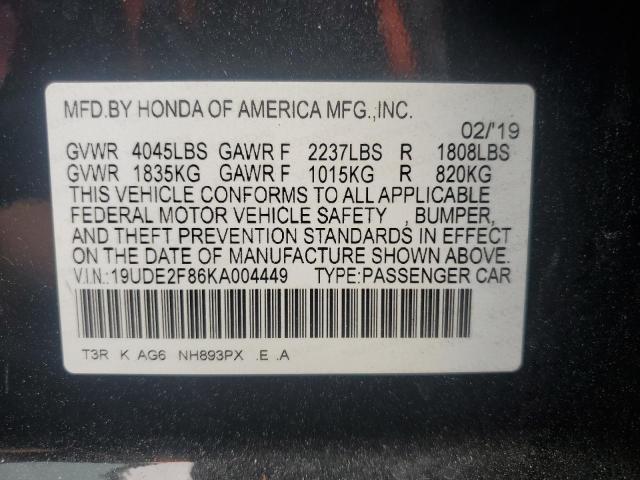 MFD.BY HONDA OF AMERICA MFG.,INC.
02/'19
GVWR 4045LBS GAWR F 2237LBS R 1808LBS
GVWR 1835KG GAWR F 1015KG R 820KG
THIS VEHICLE CONFORMS TO ALL APPLICABLE
FEDERAL MOTOR VEHICLE SAFETY , BUMPER,
AND THEFT PREVENTION STANDARDS IN EFFECT
ON THE DATE OF MANUFACTURE SHOWN ABOVE.
V.I.N.:19UDE2F86KA004449 TYPE:PASSENGER CAR
T3R K AG6 NH893PX .E .A